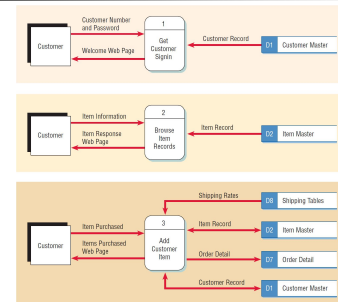 Customer Number
and Password
1
Customer
Get
Customer
Signin
Customer Record
D1 Customer Master
Welcome Web Page
Item Information
2
Customer
Browse
Item
Records
Item Record
D2 Item Master
Item Response
Web Page
Shipping Rates
D8 Shipping Tables
Item Purchased
3
Item Record
D2 Item Master
Customer
Add
Customer
Item
Items Purchased
Web Page
Order Detail
D7 Order Detail
Customer Record
D1 Customer Master